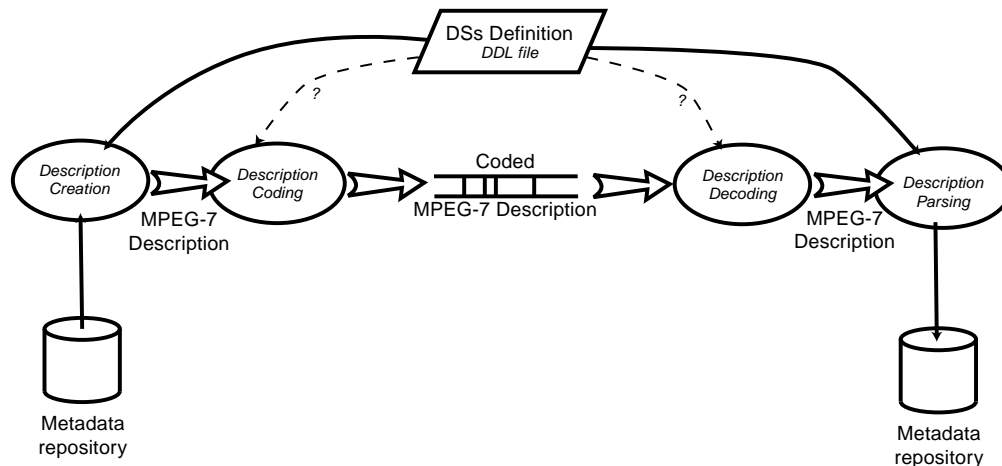 DSs Definition
DDL file
?
?
Description
Creation
Description
Coding
Coded
MPEG-7 Description
Description
Decoding
Description
Parsing
MPEG-7
Description
MPEG-7
Description
Metadata
repository
Metadata
repository